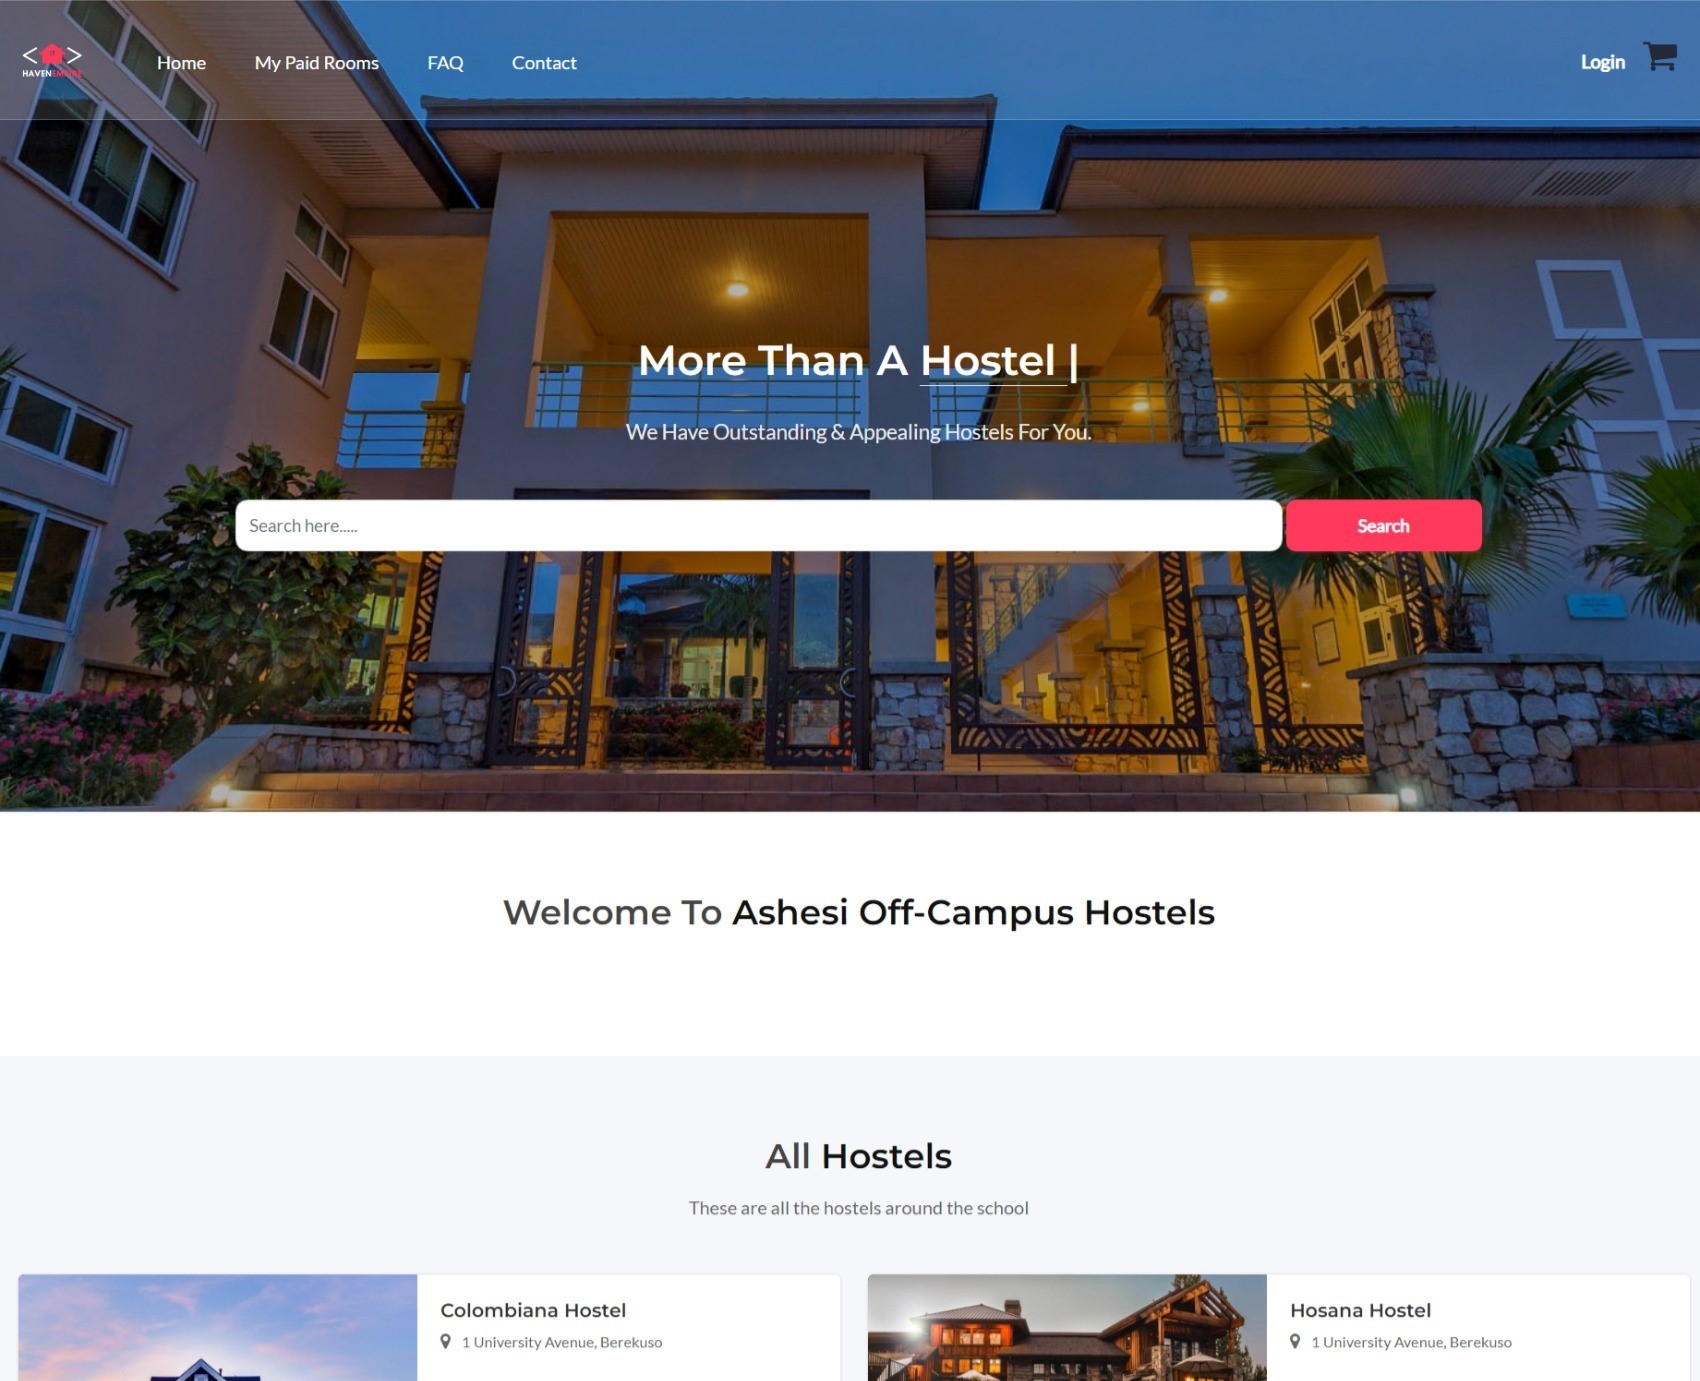 HAVENEMPIRE
Home
My Paid Rooms
FAQ
Contact
Login
More Than A Hostel |
We Have Outstanding & Appealing Hostels For You.
Search here.....
Search
Welcome To Ashesi Off-Campus Hostels
All Hostels
These are all the hostels around the school
Colombiana Hostel
1 University Avenue, Berekuso
Hosana Hostel
1 University Avenue, Berekuso